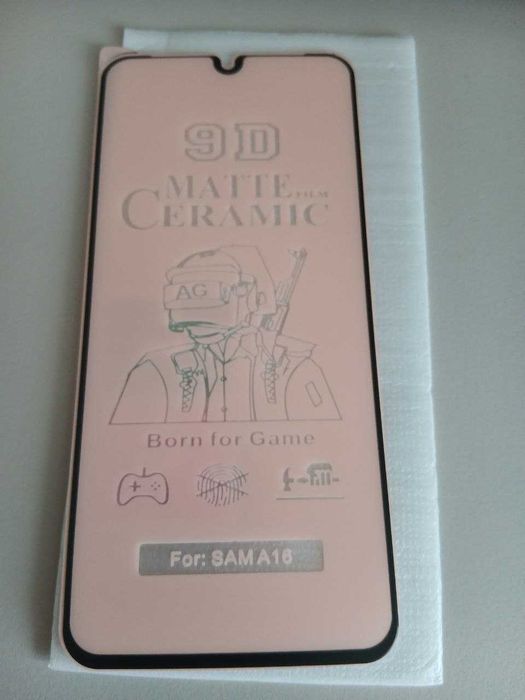 9D
MATTE FILM
CERAMIC
AG
Born for Game
For: SAM A16